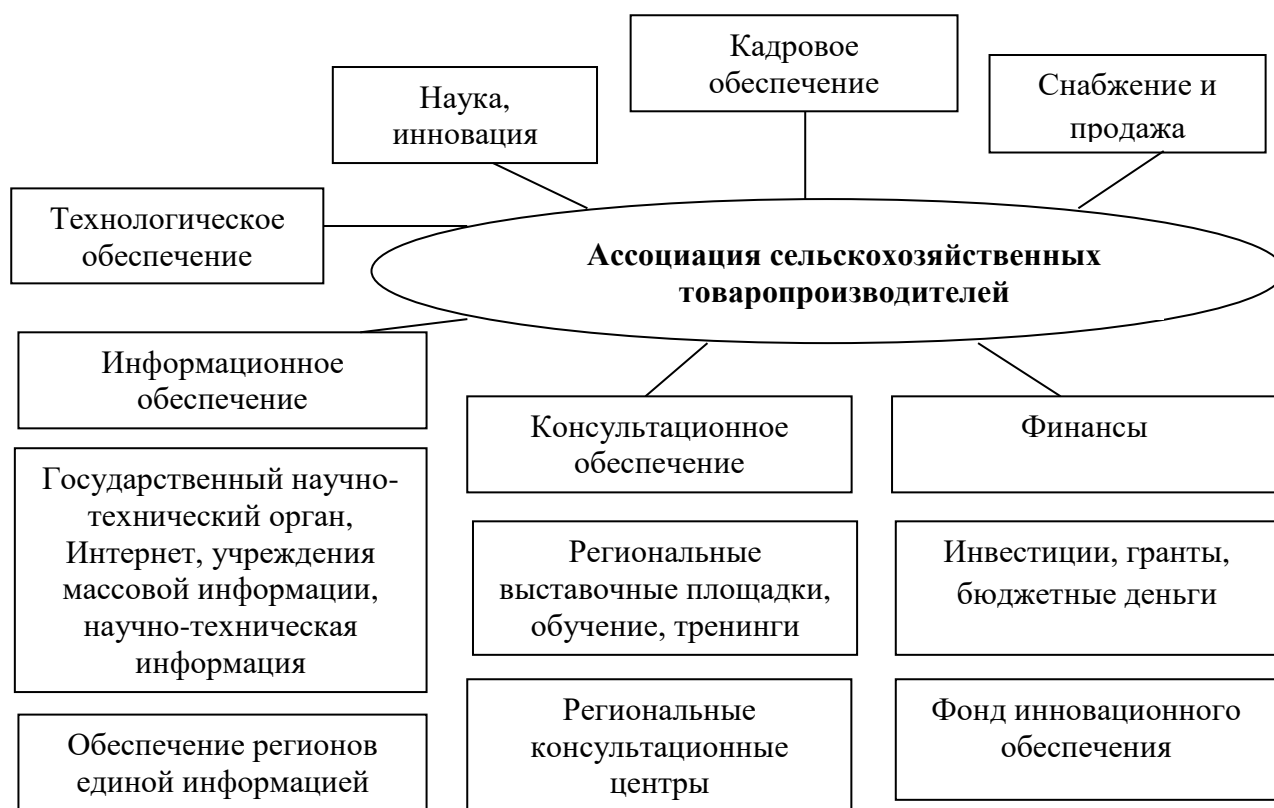 Кадровое
обеспечение
Наука,
инновация
Снабжение и
продажа
Технологическое
обеспечение
Ассоциация сельскохозяйственных
товаропроизводителей
Информационное
обеспечение
Консультационное
обеспечение
Финансы
Государственный научно-
технический орган,
Интернет, учреждения
массовой информации,
научно-техническая
информация
Региональные
выставочные площадки,
обучение, тренинги
Инвестиции, гранты,
бюджетные деньги
Обеспечение регионов
единой информацией
Региональные
консультационные
центры
Фонд инновационного
обеспечения